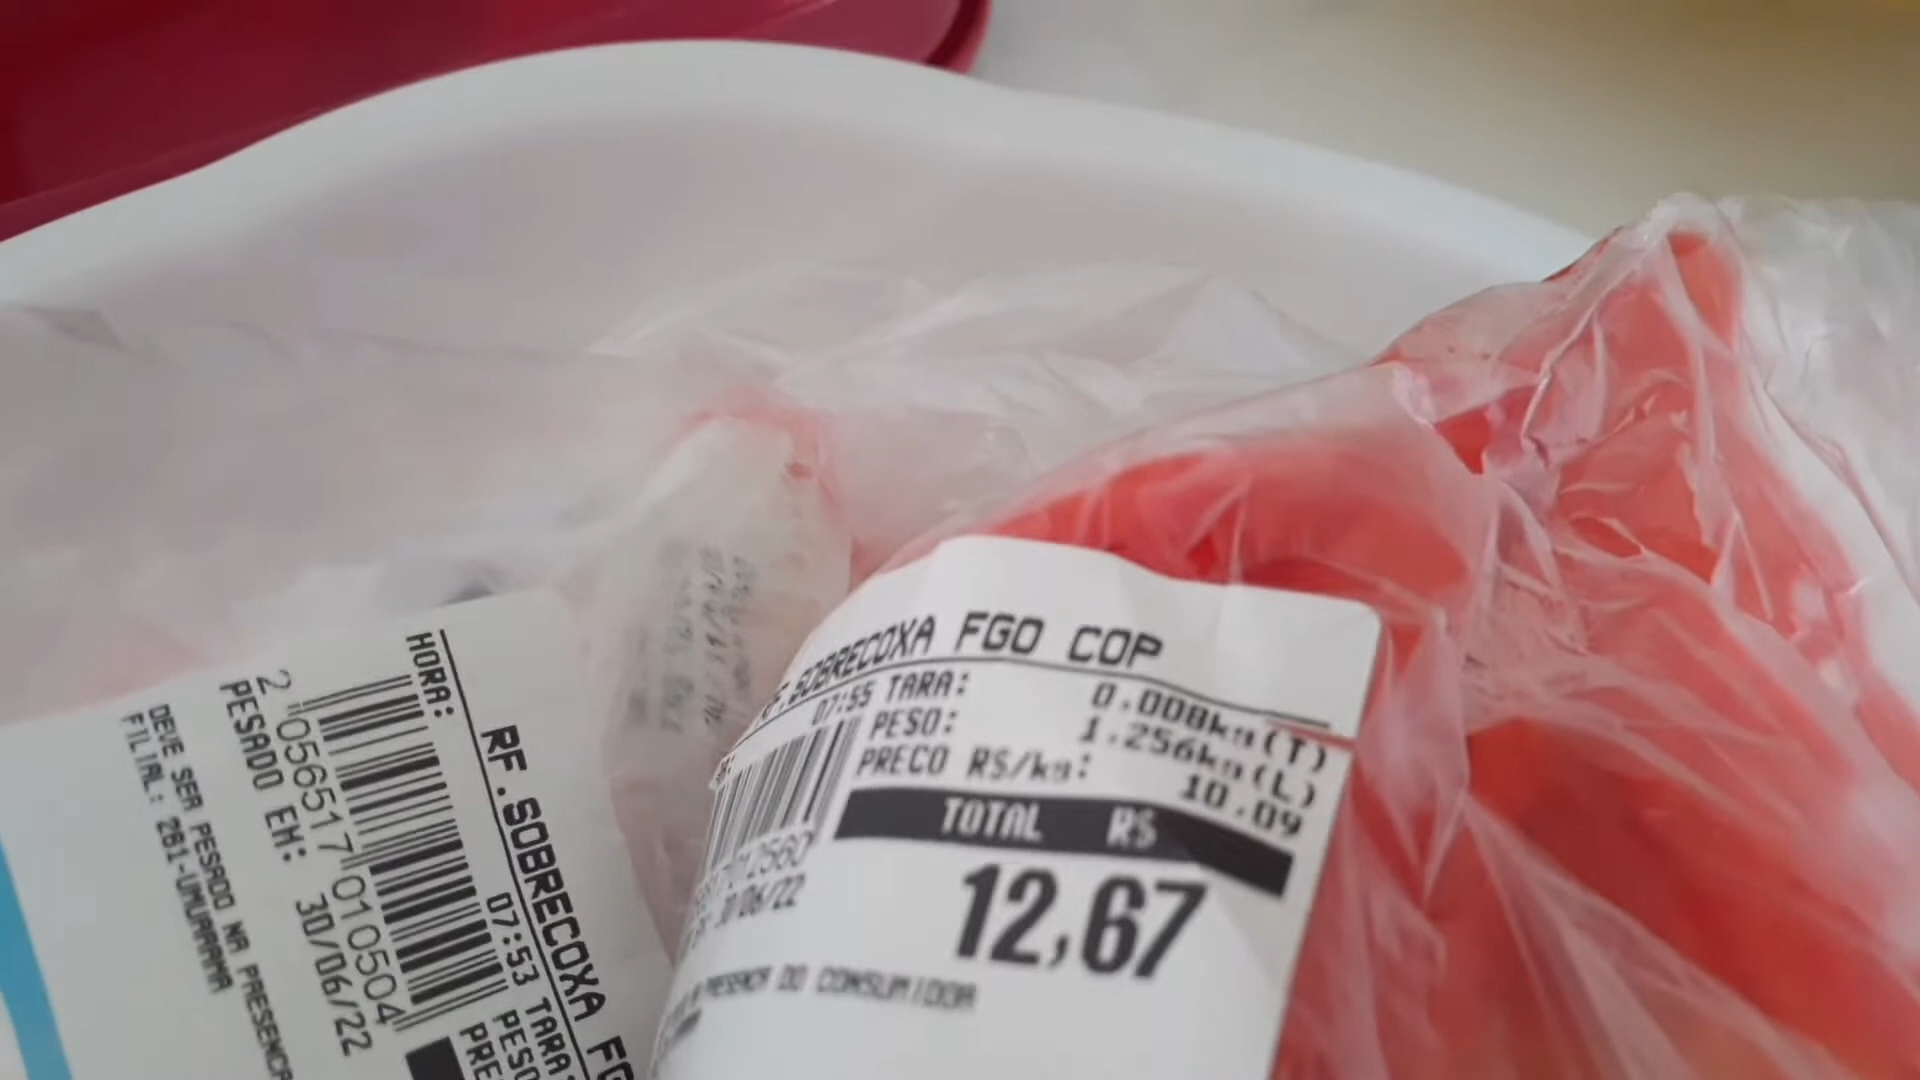 RF.SOBRECOXA FG
HORA: 07:53 TARA:
PESO
PRE
2 056517 010504
PESADO EM: 30/06/22
DEVE SER PESADO NA PRESENCA
FILIAL: 281-UMUARAMA
RF.SOBRECOXA FGO COP
07:55 TARA: 0.008kg(T)
PESO: 1.256kg(L)
PRECO R$/kg: 10.09
TOTAL R$
12,67
012560
30/06/22
PRESENCA DO CONSUMIDOR